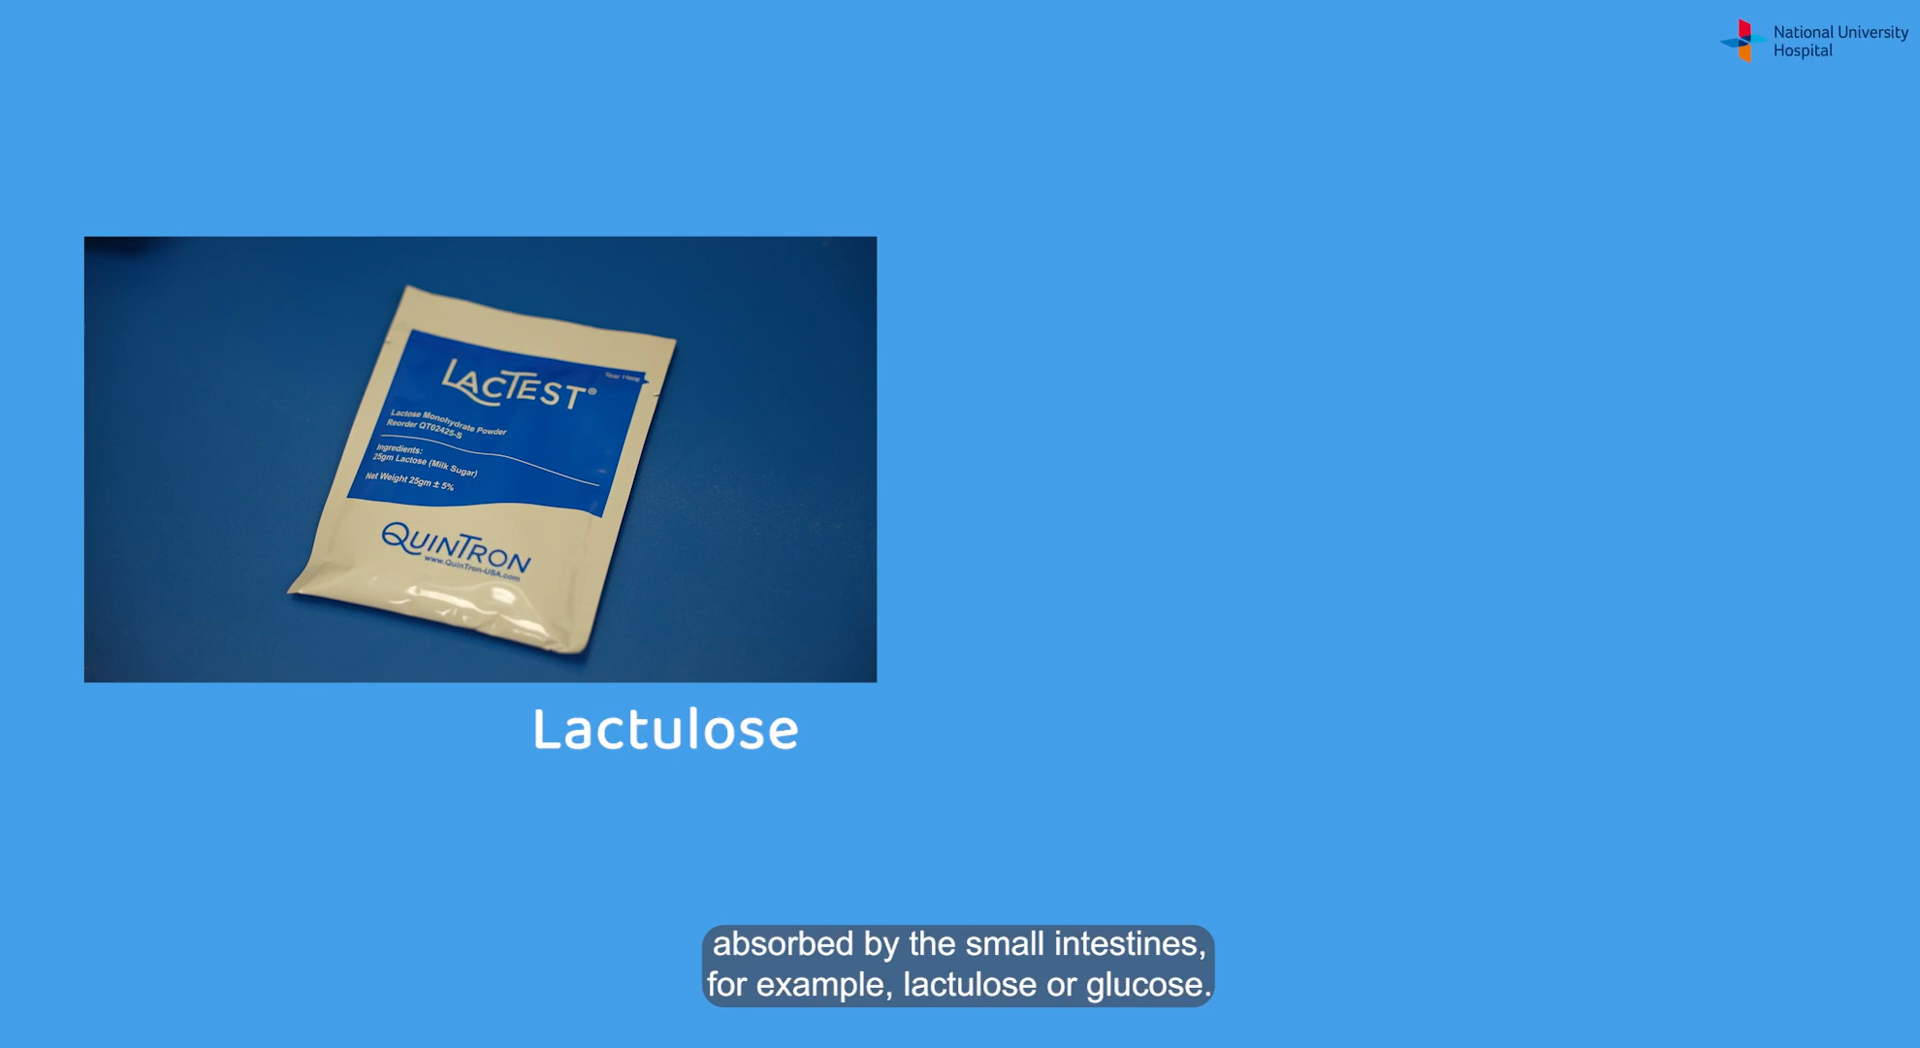 National University
Hospital
LACTEST®
Tear Here
Lactose Monohydrate Powder
Reorder QT02425-S
Ingredients:
25gm Lactose (Milk Sugar)
Net Weight 25gm ± 5%
QUINTRON
www.QuinTron-USA.com
Lactulose
absorbed by the small intestines,
for example, lactulose or glucose.